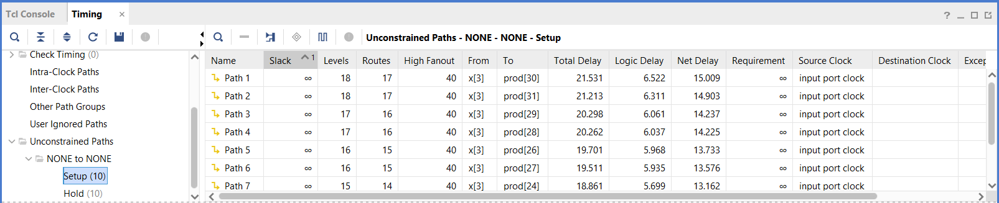 Tcl Console Timing × ?
Unconstrained Paths - NONE - NONE - Setup
Check Timing (0)
Intra-Clock Paths
Inter-Clock Paths
Other Path Groups
User Ignored Paths
Unconstrained Paths
NONE to NONE
Setup (10)
Hold (10)
Name Slack 1 Levels Routes High Fanout From To Total Delay Logic Delay Net Delay Requirement Source Clock Destination Clock Excep
Path 1 ∞ 18 17 40 x[3] prod[30] 21.531 6.522 15.009 ∞ input port clock
Path 2 ∞ 18 17 40 x[3] prod[31] 21.213 6.311 14.903 ∞ input port clock
Path 3 ∞ 17 16 40 x[3] prod[29] 20.298 6.061 14.237 ∞ input port clock
Path 4 ∞ 17 16 40 x[3] prod[28] 20.262 6.037 14.225 ∞ input port clock
Path 5 ∞ 16 15 40 x[3] prod[26] 19.701 5.968 13.733 ∞ input port clock
Path 6 ∞ 16 15 40 x[3] prod[27] 19.511 5.935 13.576 ∞ input port clock
Path 7 ∞ 15 14 40 x[3] prod[24] 18.861 5.699 13.162 ∞ input port clock